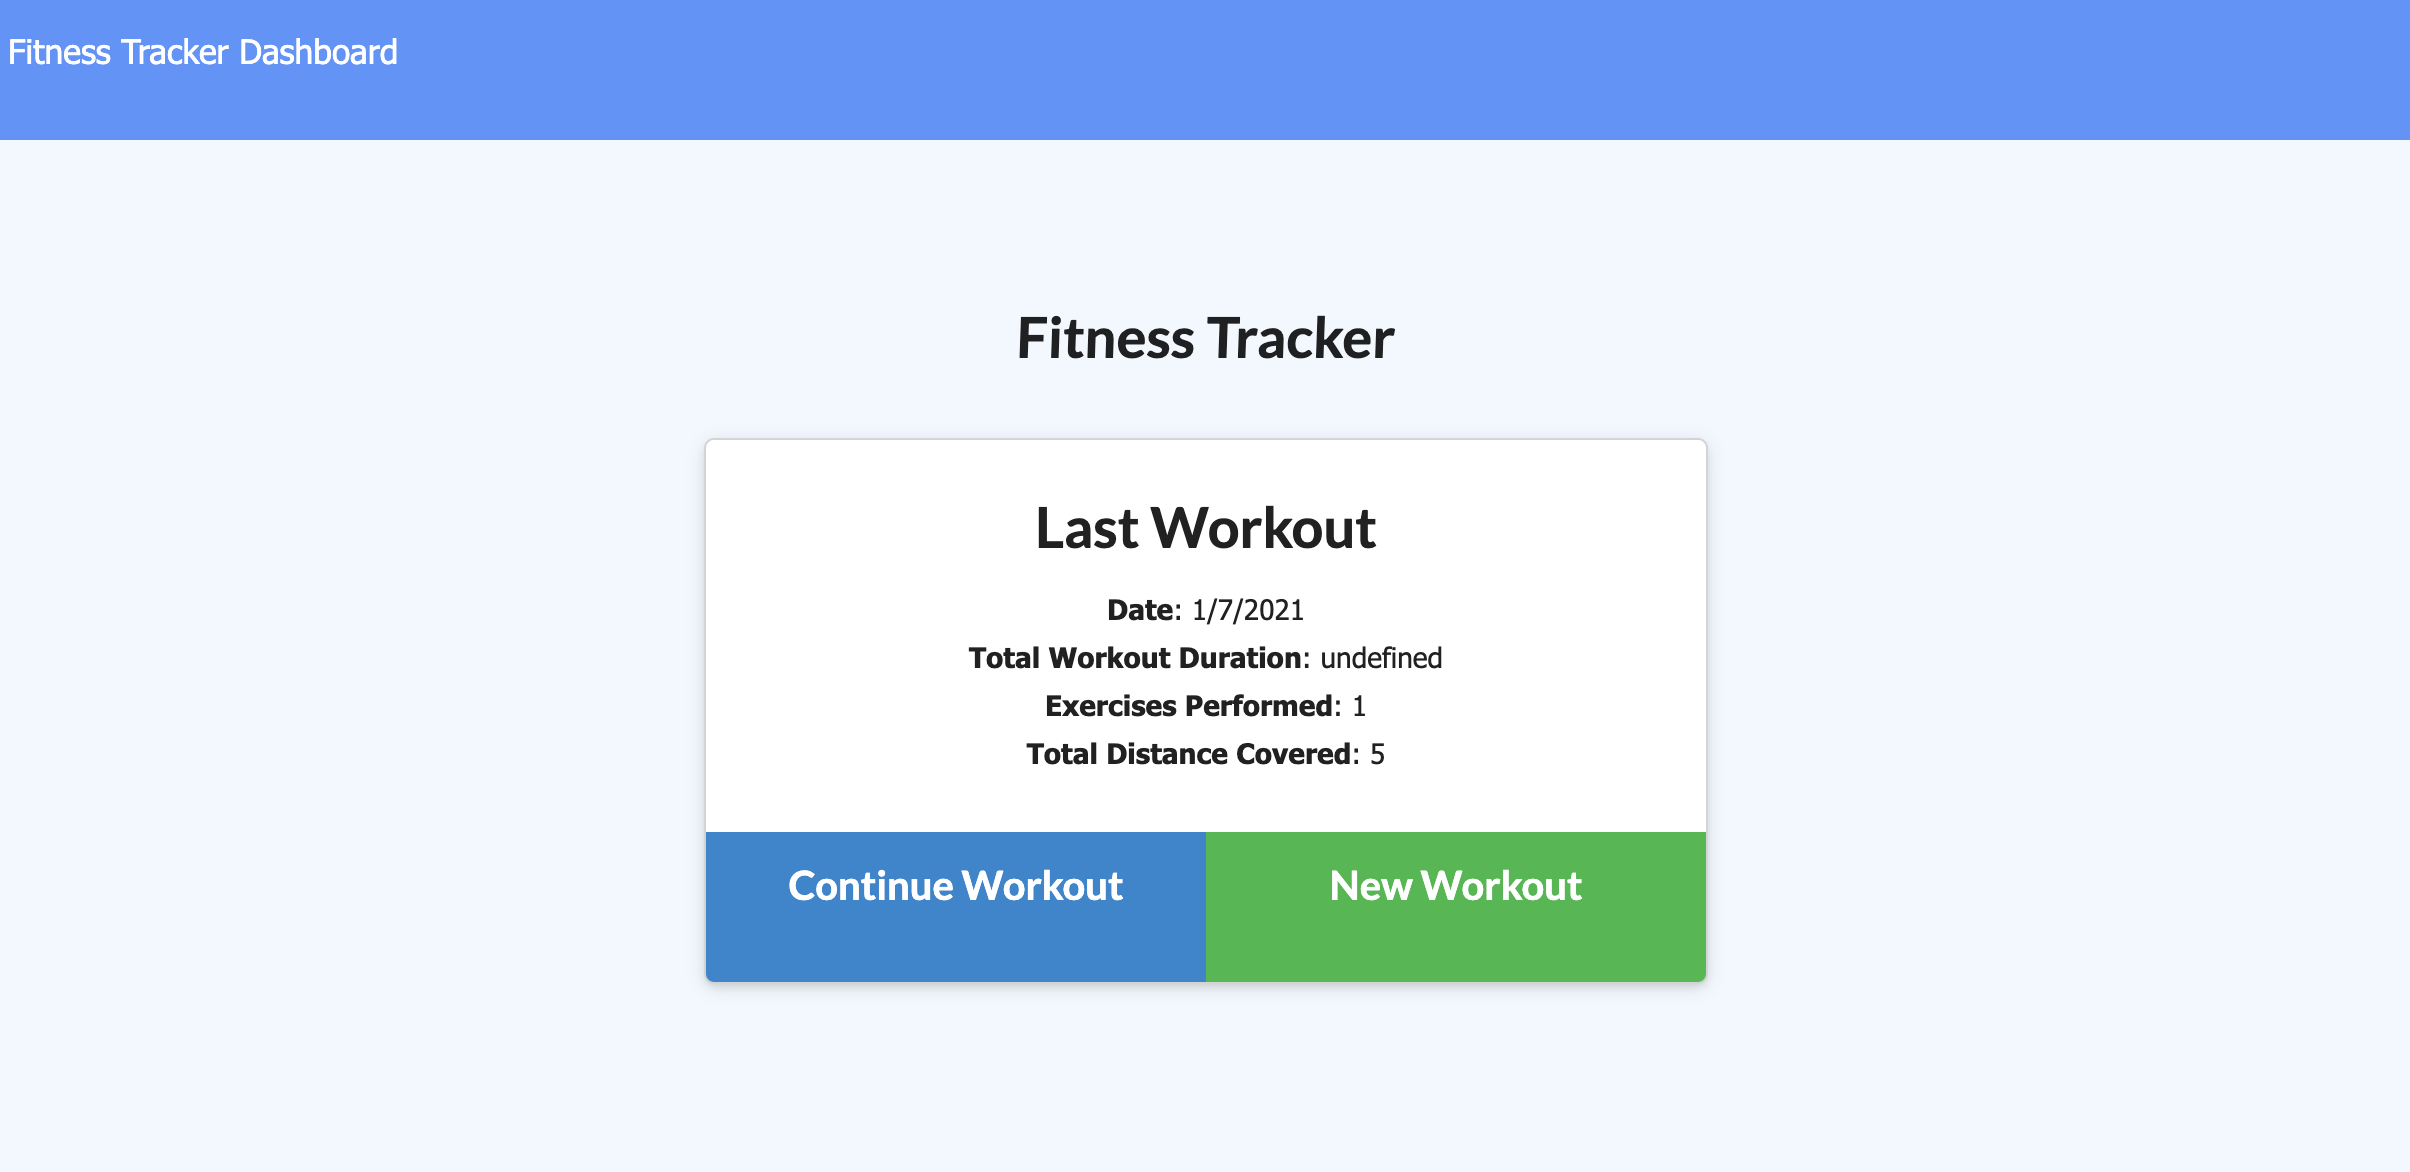 Fitness Tracker Dashboard
Fitness Tracker
Last Workout
Date: 1/7/2021
Total Workout Duration: undefined
Exercises Performed: 1
Total Distance Covered: 5
Continue Workout
New Workout